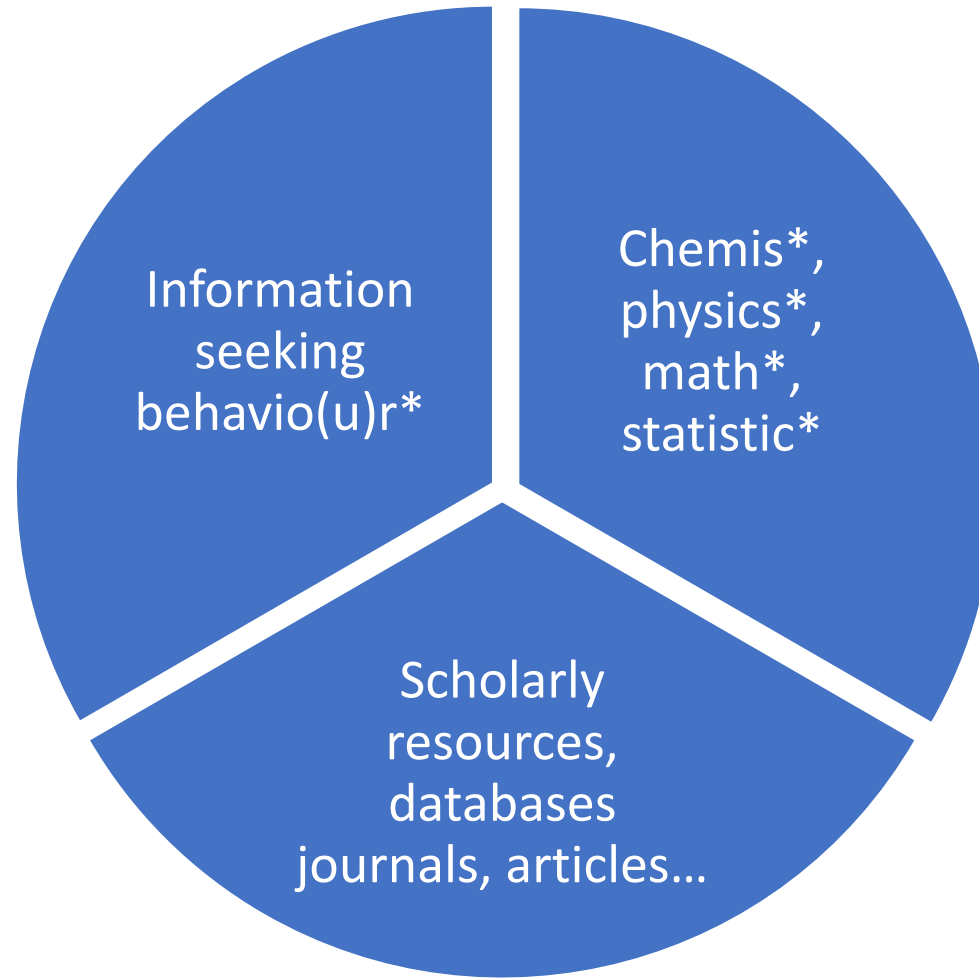 Information
seeking
behavio(u)r*
Chemis*,
physics*,
math*,
statistic*
Scholarly
resources,
databases
journals, articles…